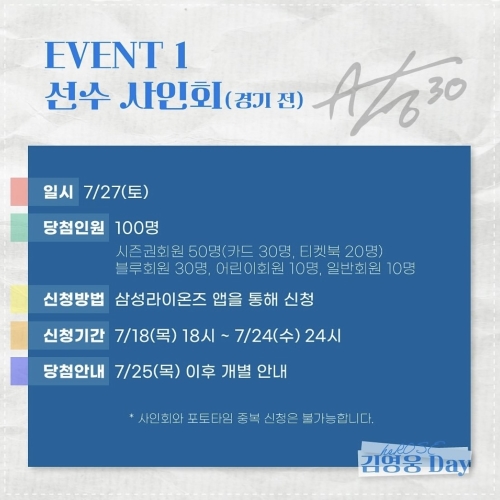 EVENT 1
선수 사인회(경기 전)
30
일시 7/27(토)
당첨인원 100명
시즌권회원 50명(카드 30명, 티켓북 20명)
블루회원 30명, 어린이회원 10명, 일반회원 10명
신청방법 삼성라이온즈 앱을 통해 신청
신청기간 7/18(목) 18시 ~ 7/24(수) 24시
당첨안내 7/25(목) 이후 개별 안내
* 사인회와 포토타임 중복 신청은 불가능합니다.
김영웅 Day